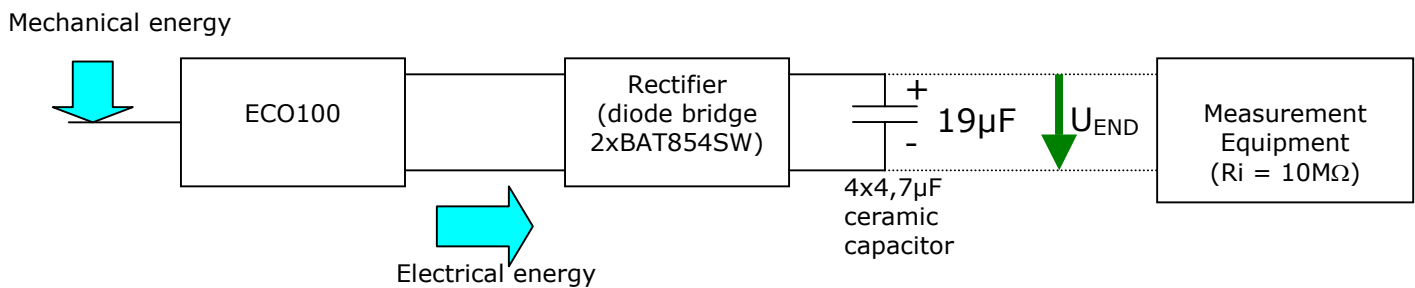 Mechanical energy
ECO100
Rectifier
(diode bridge
2xBAT854SW)
+
-
19µF
4x4,7µF
ceramic
capacitor
UEND
Measurement
Equipment
(Ri = 10MΩ)
Electrical energy